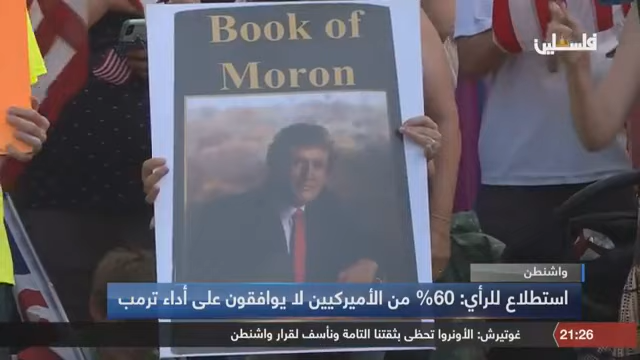 Book of
Moron
فلسطين
واشنطن
استطلاع للرأي: 60% من الأميركيين لا يوافقون على أداء ترمب
غوتيرش: الأونروا تحظى بثقتنا التامة ونأسف لقرار واشنطن
21:26